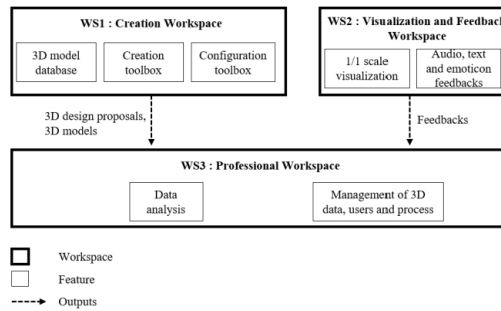 WS1 : Creation Workspace
3D model
database
Creation
toolbox
Configuration
toolbox
WS2 : Visualization and Feedback
Workspace
1/1 scale
visualization
Audio, text
and emoticon
feedbacks
3D design proposals,
3D models
Feedbacks
WS3 : Professional Workspace
Data
analysis
Management of 3D
data, users and process
Workspace
Feature
Outputs